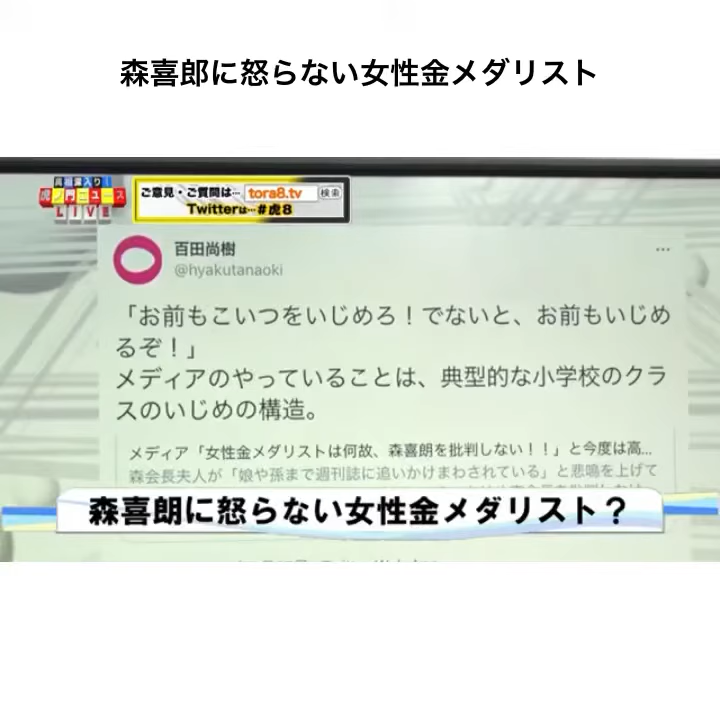 森喜郎に怒らない女性金メダリスト
真相深入り!
虎ノ門ニュース
LIVE
ご意見・ご質問は… tora8.tv 検索
Twitterは…#虎8
百田尚樹
@hyakutanaoki
「お前もこいつをいじめろ！でないと、お前もいじめ
るぞ！」
メディアのやっていることは、典型的な小学校のクラ
スのいじめの構造。
メディア「女性金メダリストは何故、森喜朗を批判しない！！」と今度は高...
森会長夫人が「娘や孫まで週刊誌に追いかけまわされている」と悲鳴を上げて
森喜朗に怒らない女性金メダリスト？